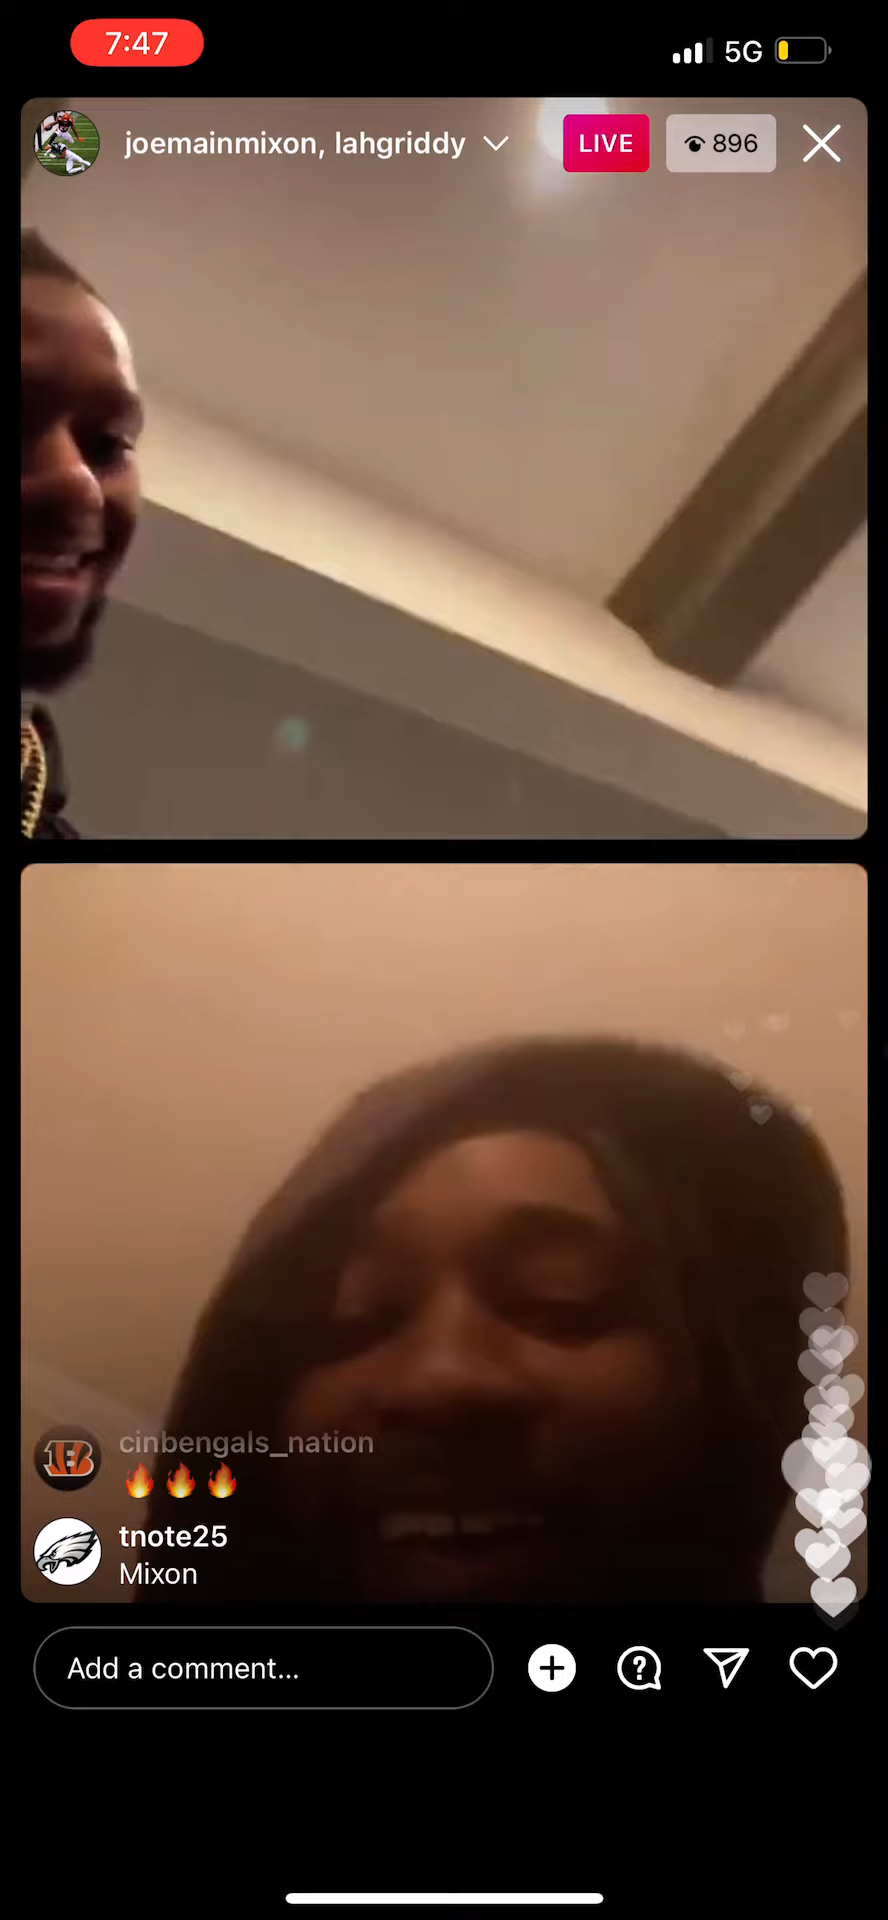 7:47
5G
joemainmixon, lahgriddy
LIVE
896
cinbengals_nation
🔥🔥🔥
tnote25
Mixon
Add a comment...